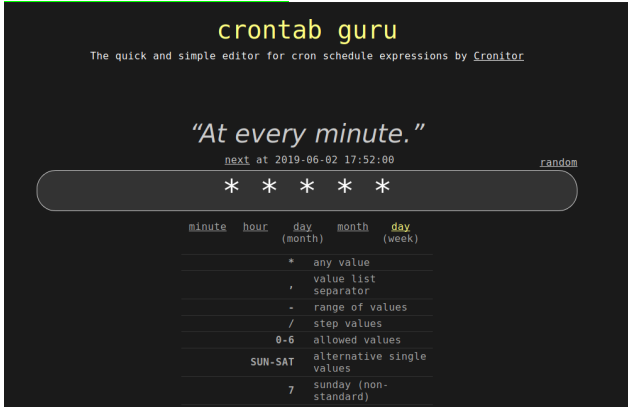 crontab guru
The quick and simple editor for cron schedule expressions by Cronitor
“At every minute.”
next at 2019-06-02 17:52:00
random
* * * * *
minute hour day (month) month day (week)
* any value
, value list separator
- range of values
/ step values
0-6 allowed values
SUN-SAT alternative single values
7 sunday (non-standard)